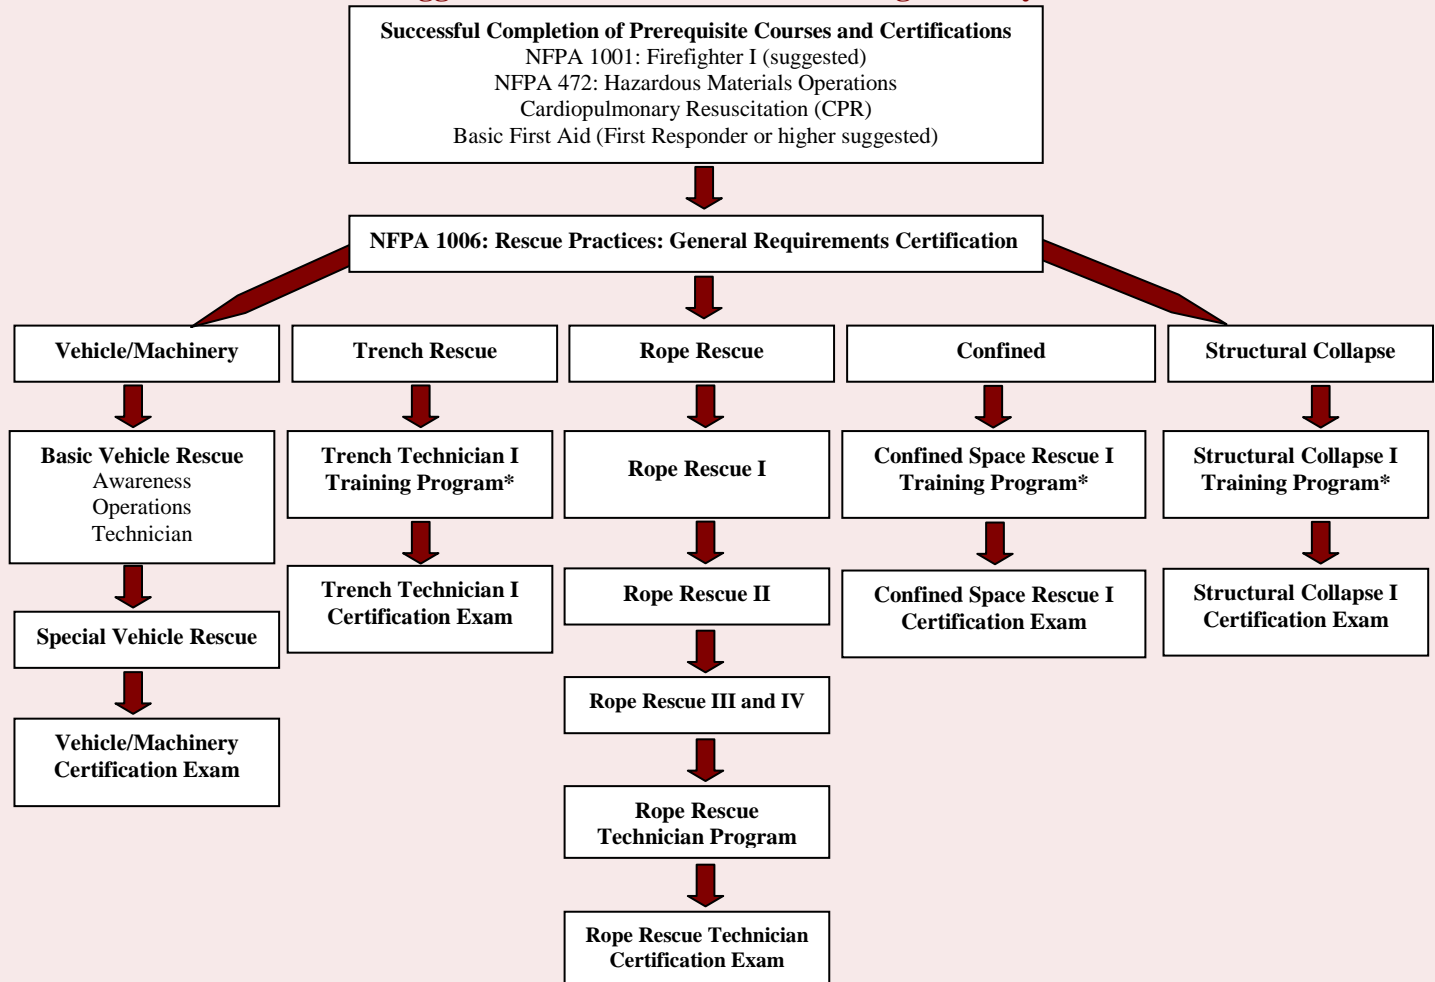 Successful Completion of Prerequisite Courses and Certifications
NFPA 1001: Firefighter I (suggested)
NFPA 472: Hazardous Materials Operations
Cardiopulmonary Resuscitation (CPR)
Basic First Aid (First Responder or higher suggested)
NFPA 1006: Rescue Practices: General Requirements Certification
Vehicle/Machinery
Trench Rescue
Rope Rescue
Confined
Structural Collapse
Basic Vehicle Rescue
Awareness
Operations
Technician
Trench Technician I
Training Program*
Rope Rescue I
Confined Space Rescue I
Training Program*
Structural Collapse I
Training Program*
Trench Technician I
Certification Exam
Rope Rescue II
Confined Space Rescue I
Certification Exam
Structural Collapse I
Certification Exam
Special Vehicle Rescue
Rope Rescue III and IV
Vehicle/Machinery
Certification Exam
Rope Rescue
Technician Program
Rope Rescue Technician
Certification Exam